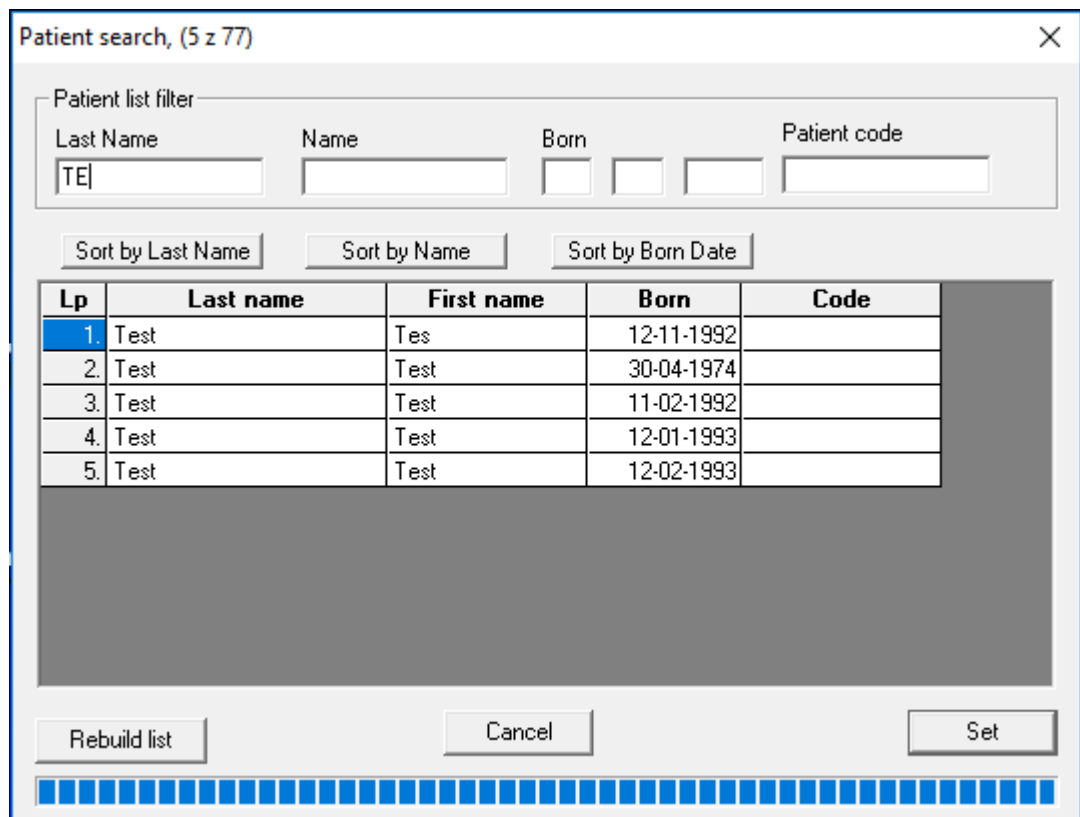 Patient search, (5 z 77)
Patient list filter
Last Name Name Born Patient code
TE
Sort by Last Name Sort by Name Sort by Born Date
Lp Last name First name Born Code
1. Test Tes 12-11-1992
2. Test Test 30-04-1974
3. Test Test 11-02-1992
4. Test Test 12-01-1993
5. Test Test 12-02-1993
Rebuild list Cancel Set